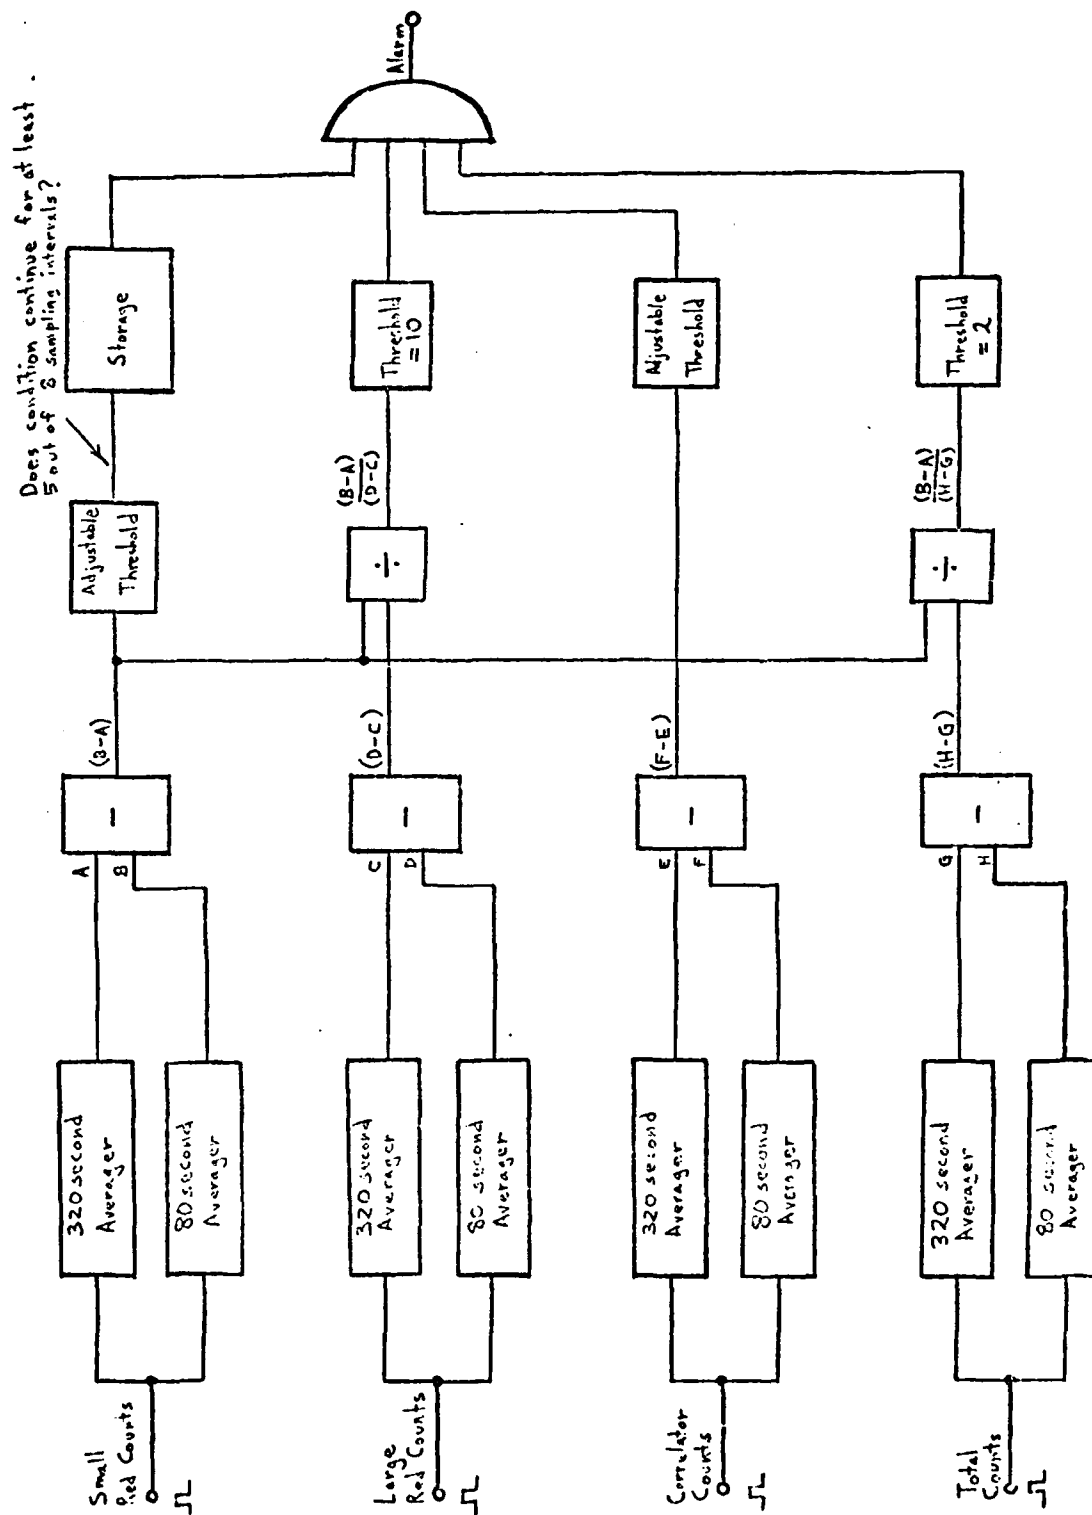 Small
Red Counts
320 second
Averager
80 second
Averager
A
B
−
(B-A)
Adjustable
Threshold
Does condition continue for at least
5 out of 8 sampling intervals?
Storage
Large
Red Counts
320 second
Averager
80 second
Averager
C
D
−
(D-C)
÷
(B-A)
(D-C)
Threshold
= 10
Alarm
Correlator
Counts
320 second
Averager
80 second
Averager
E
F
−
(F-E)
Adjustable
Threshold
Total
Counts
320 second
Averager
80 second
Averager
G
H
−
(H-G)
÷
(B-A)
(H-G)
Threshold
= 2